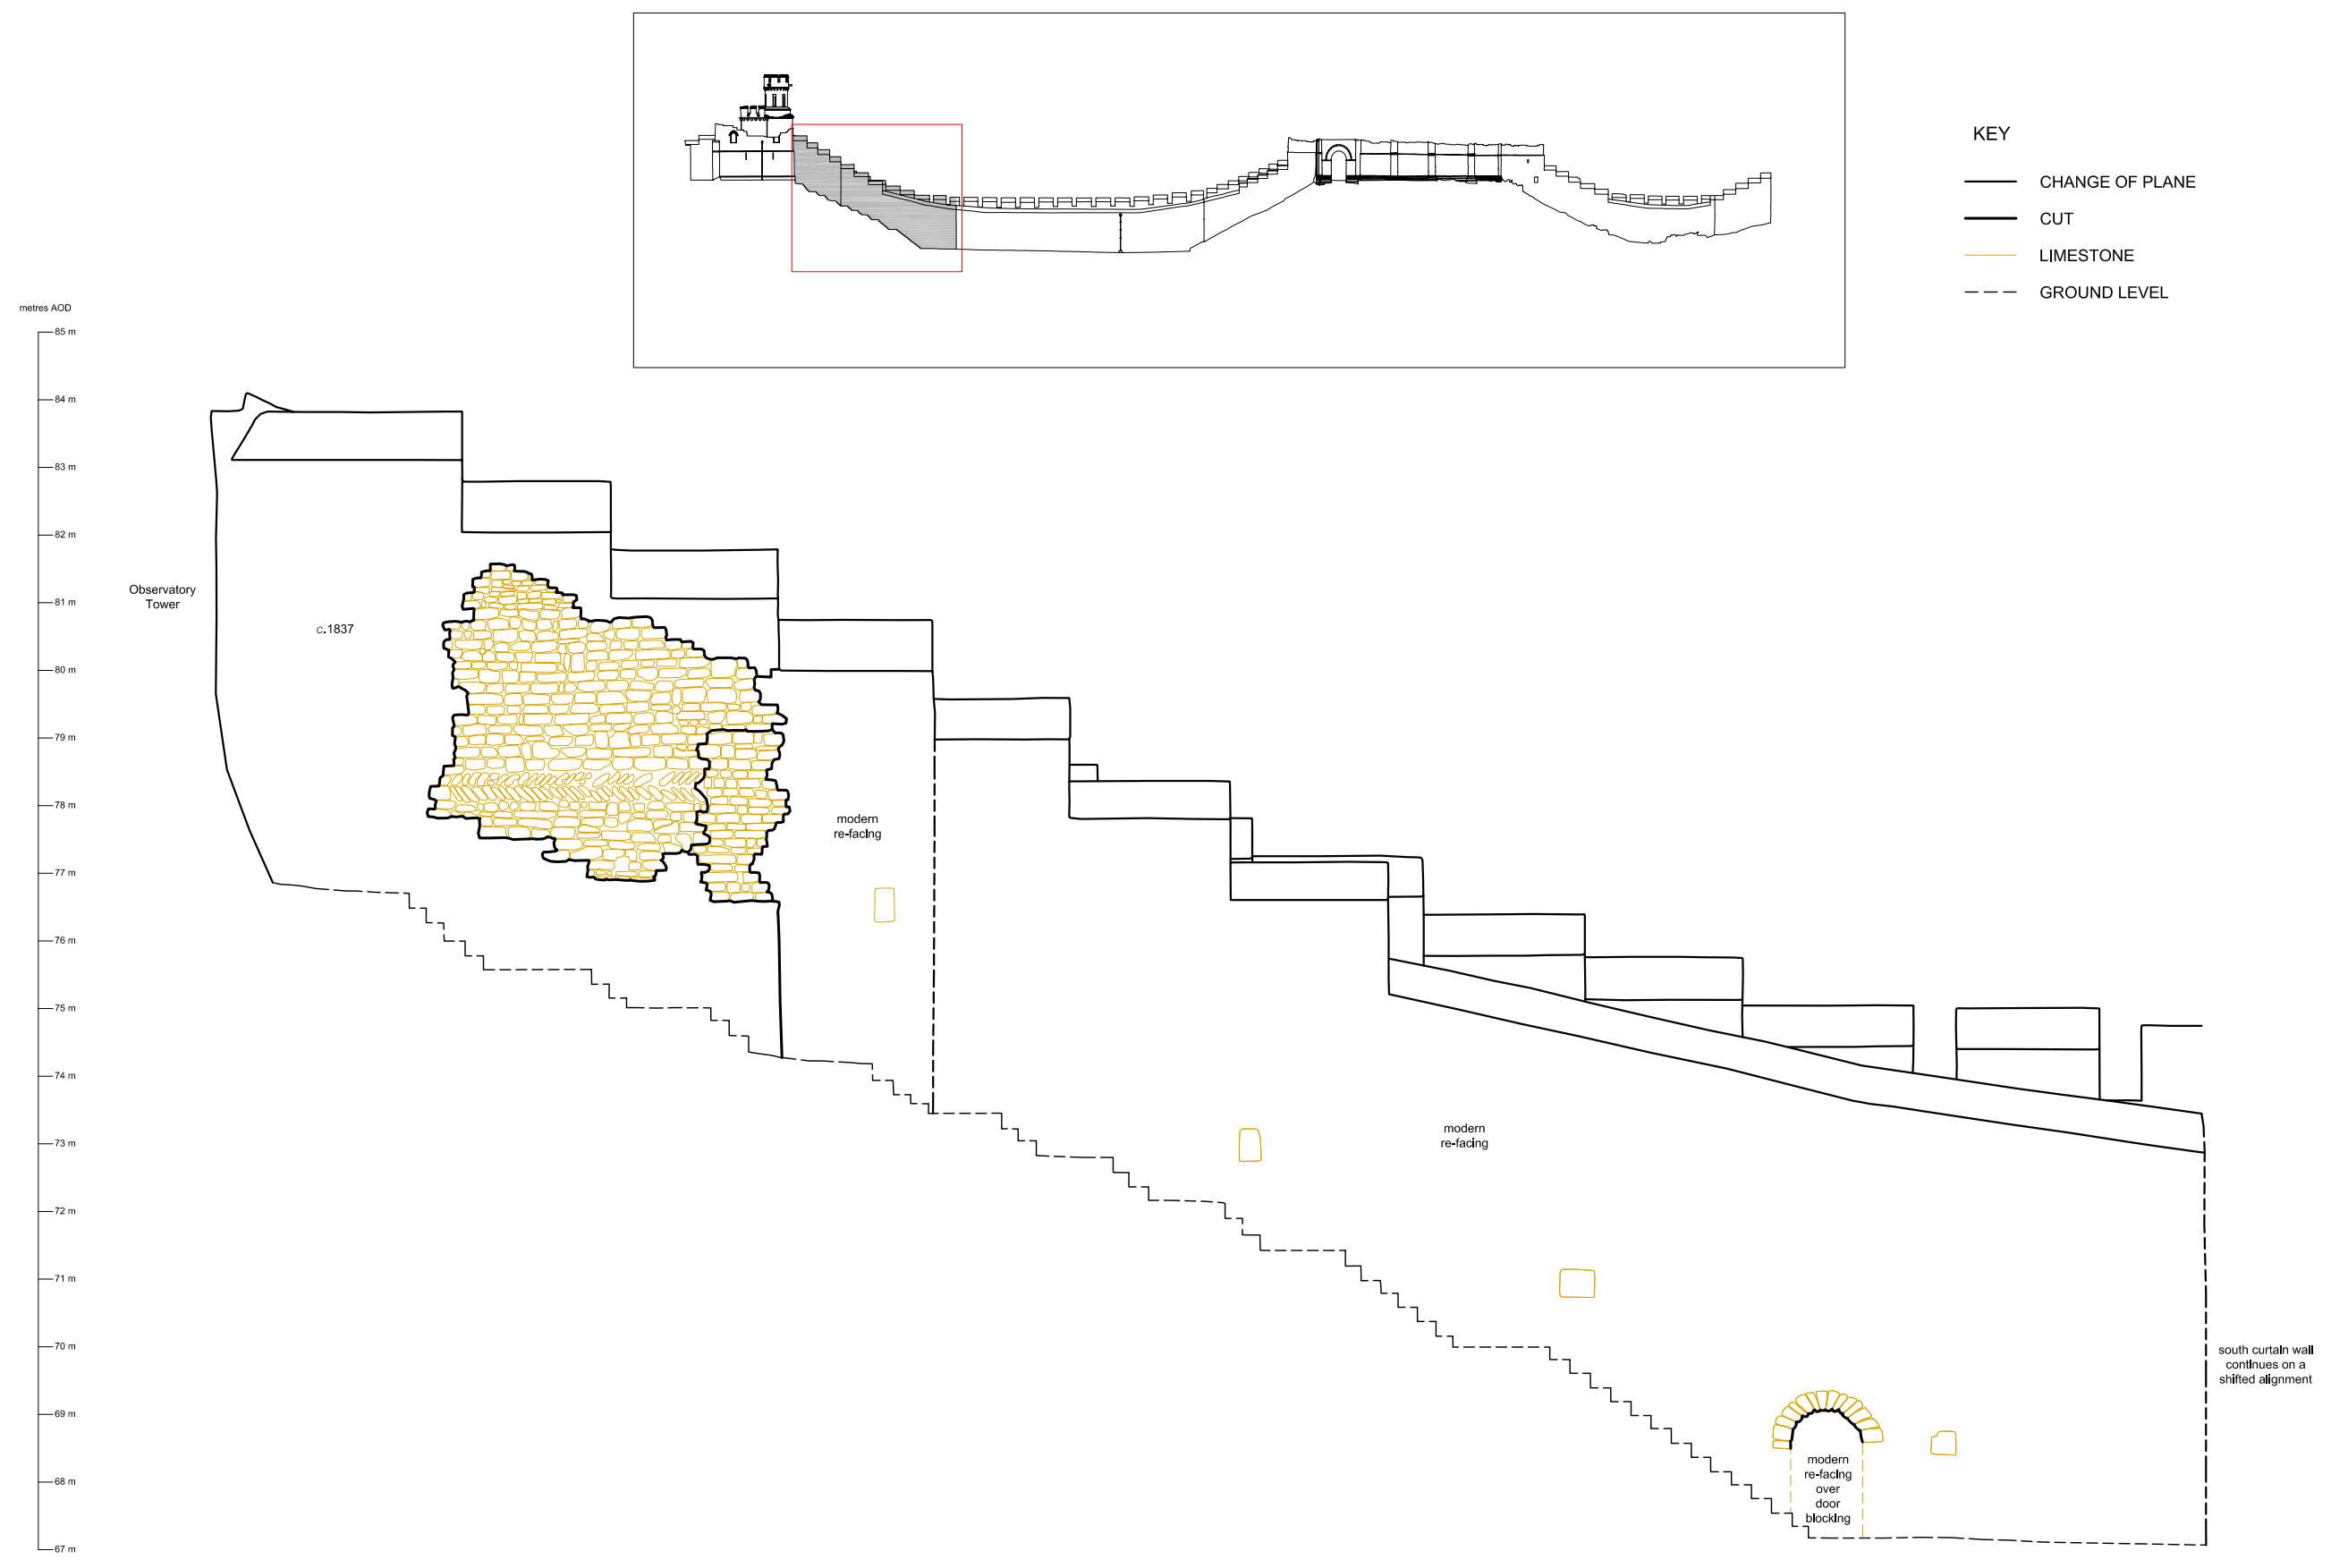 KEY
CHANGE OF PLANE
CUT
LIMESTONE
GROUND LEVEL
metres AOD
85 m
84 m
83 m
82 m
81 m
80 m
79 m
78 m
77 m
76 m
75 m
74 m
73 m
72 m
71 m
70 m
69 m
68 m
67 m
Observatory
Tower
c.1837
modern
re-facing
modern
re-facing
modern
re-facing
over
door
blocking
south curtain wall
continues on a
shifted alignment